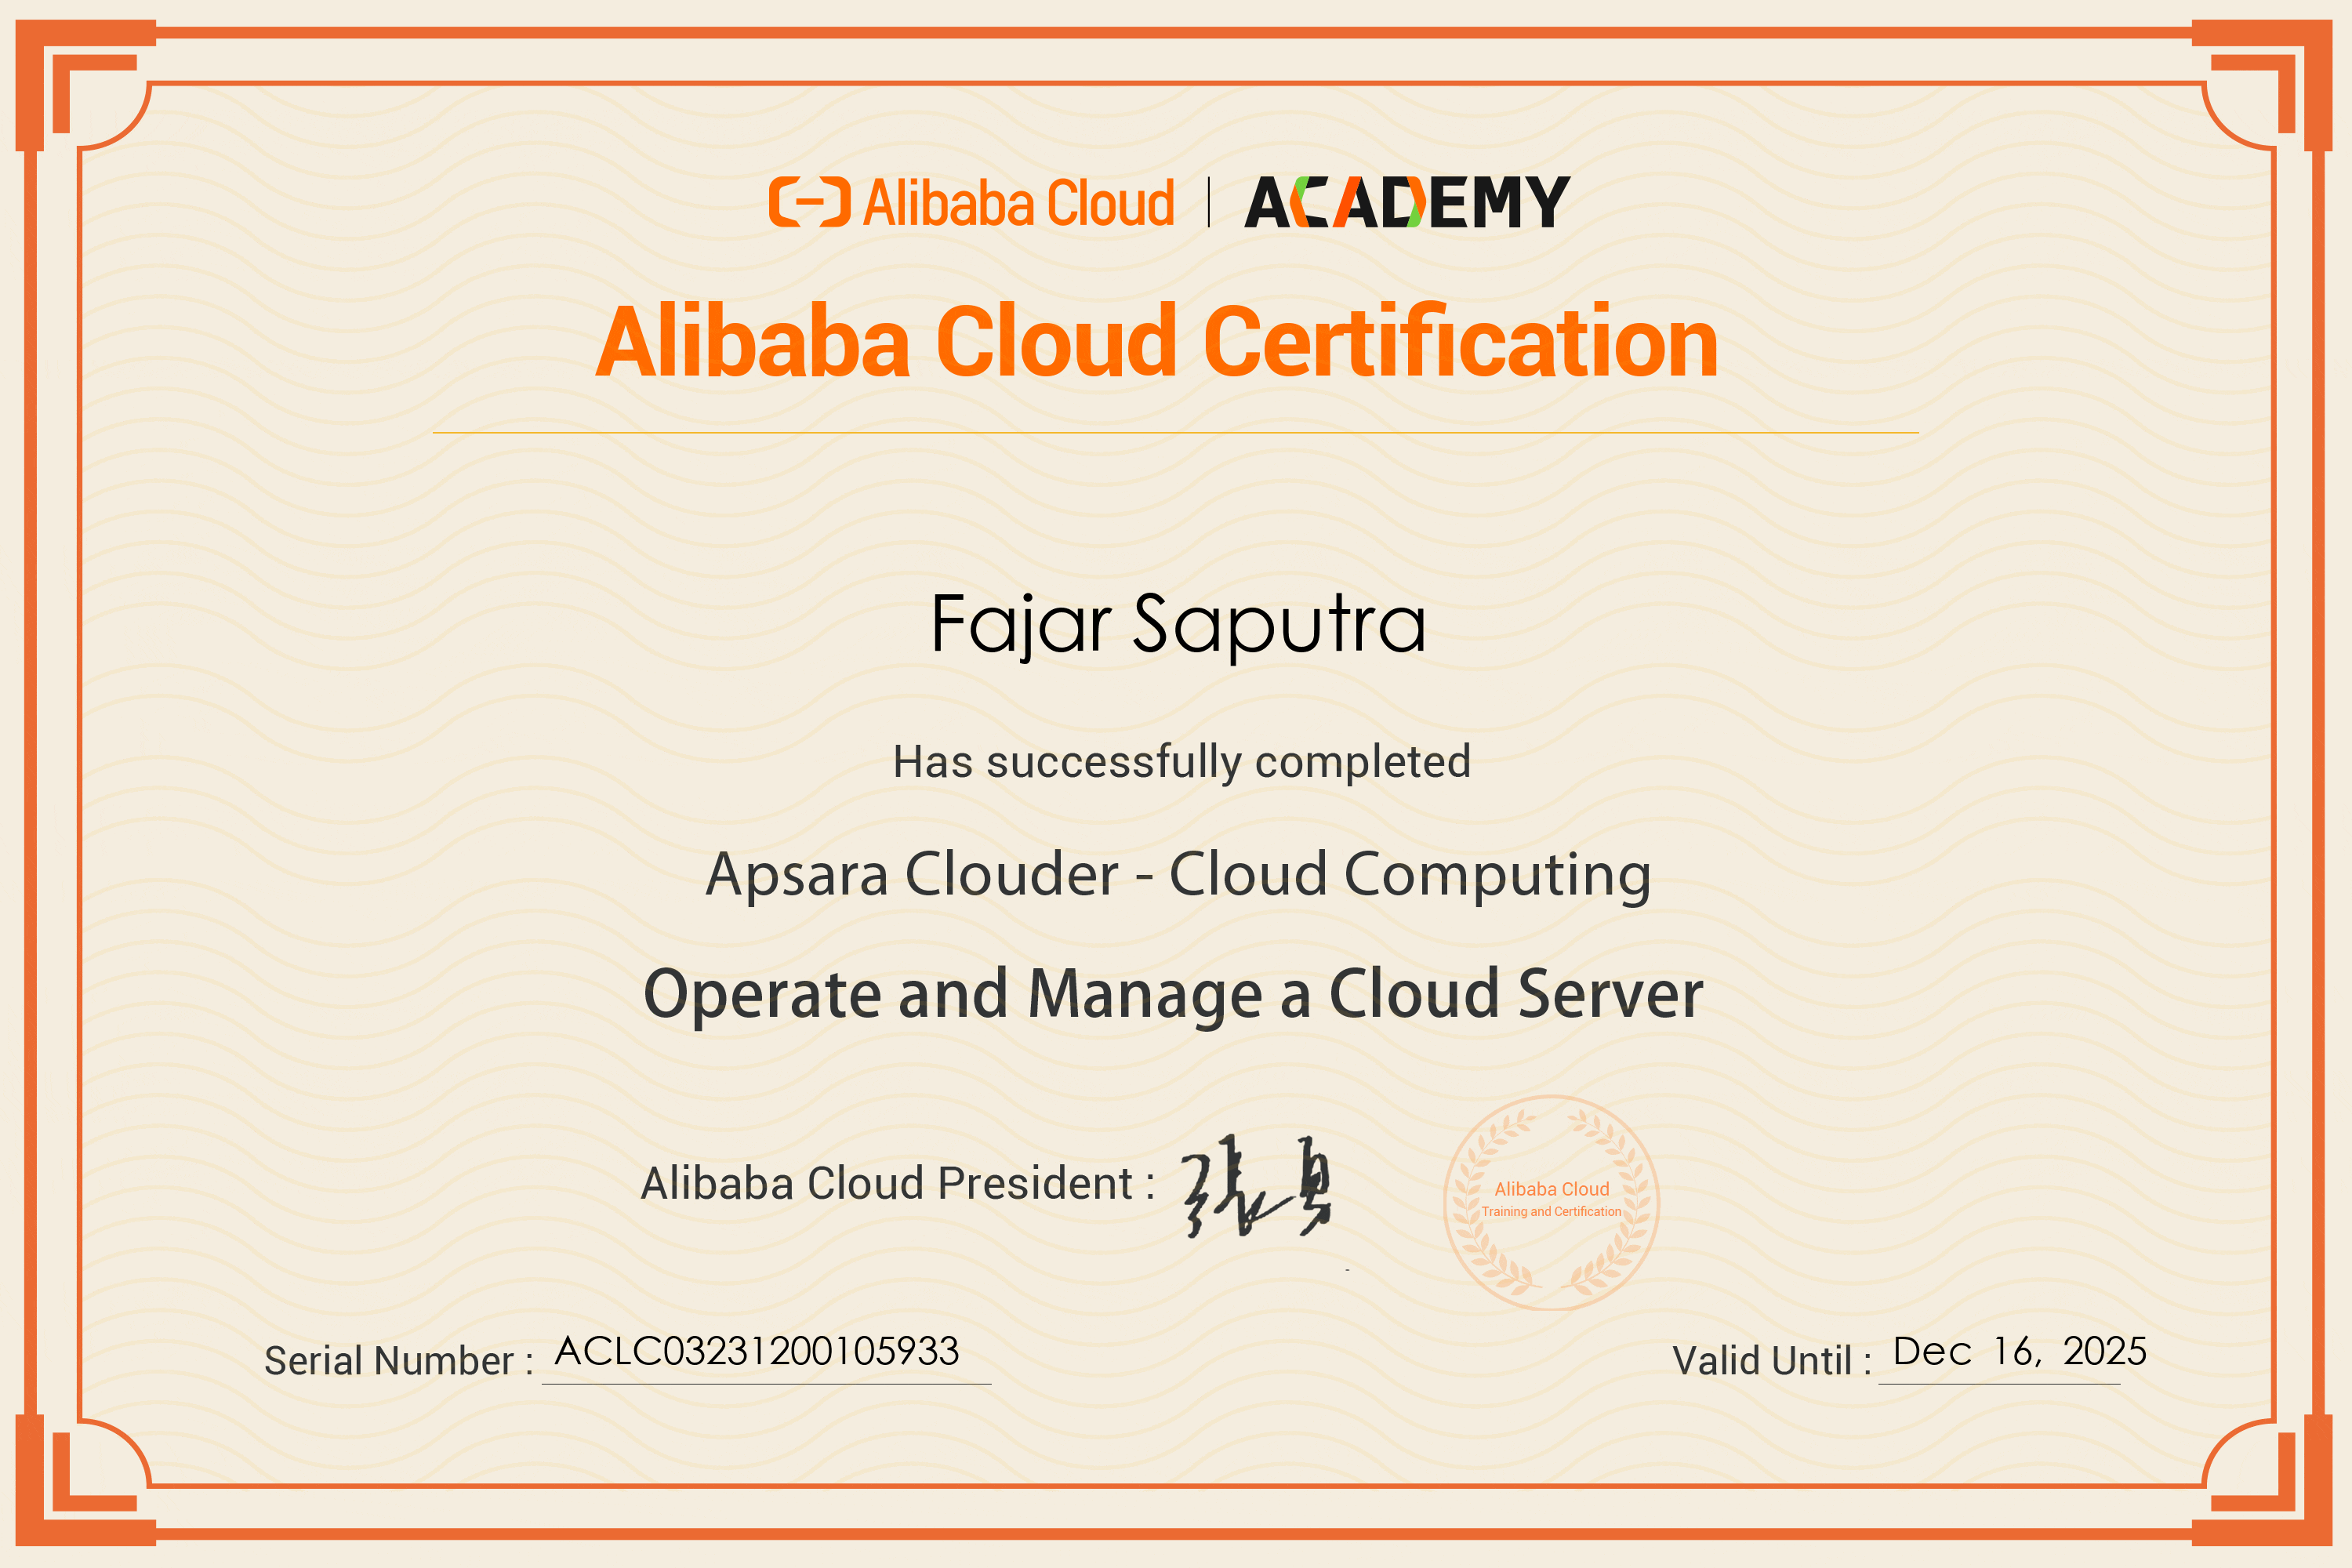 Alibaba Cloud | ACADEMY
Alibaba Cloud Certification
Fajar Saputra
Has successfully completed
Apsara Clouder - Cloud Computing
Operate and Manage a Cloud Server
Alibaba Cloud President :
Alibaba Cloud
Training and Certification
Serial Number : ACLC03231200105933
Valid Until : Dec 16, 2025